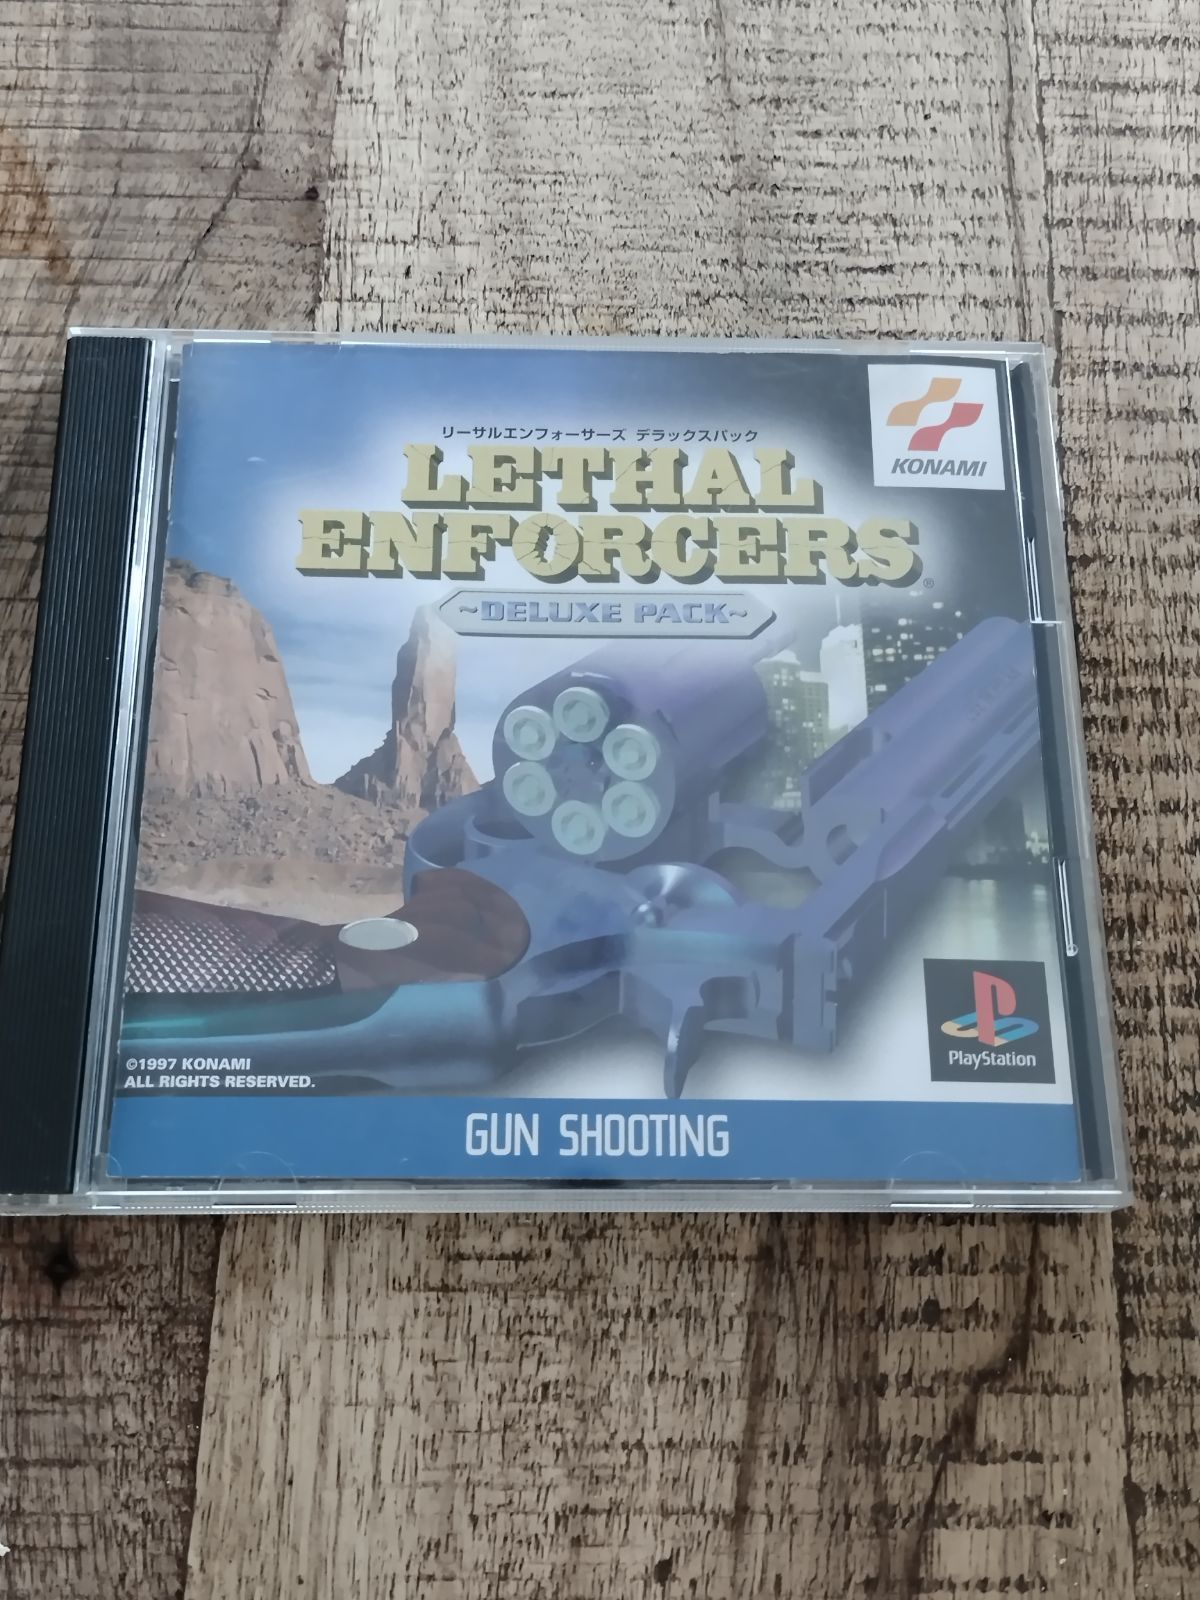 リーサルエンフォーサーズ デラックスパック
LETHAL
ENFORCERS®
~DELUXE PACK~
KONAMI
PlayStation
©1997 KONAMI
ALL RIGHTS RESERVED.
GUN SHOOTING